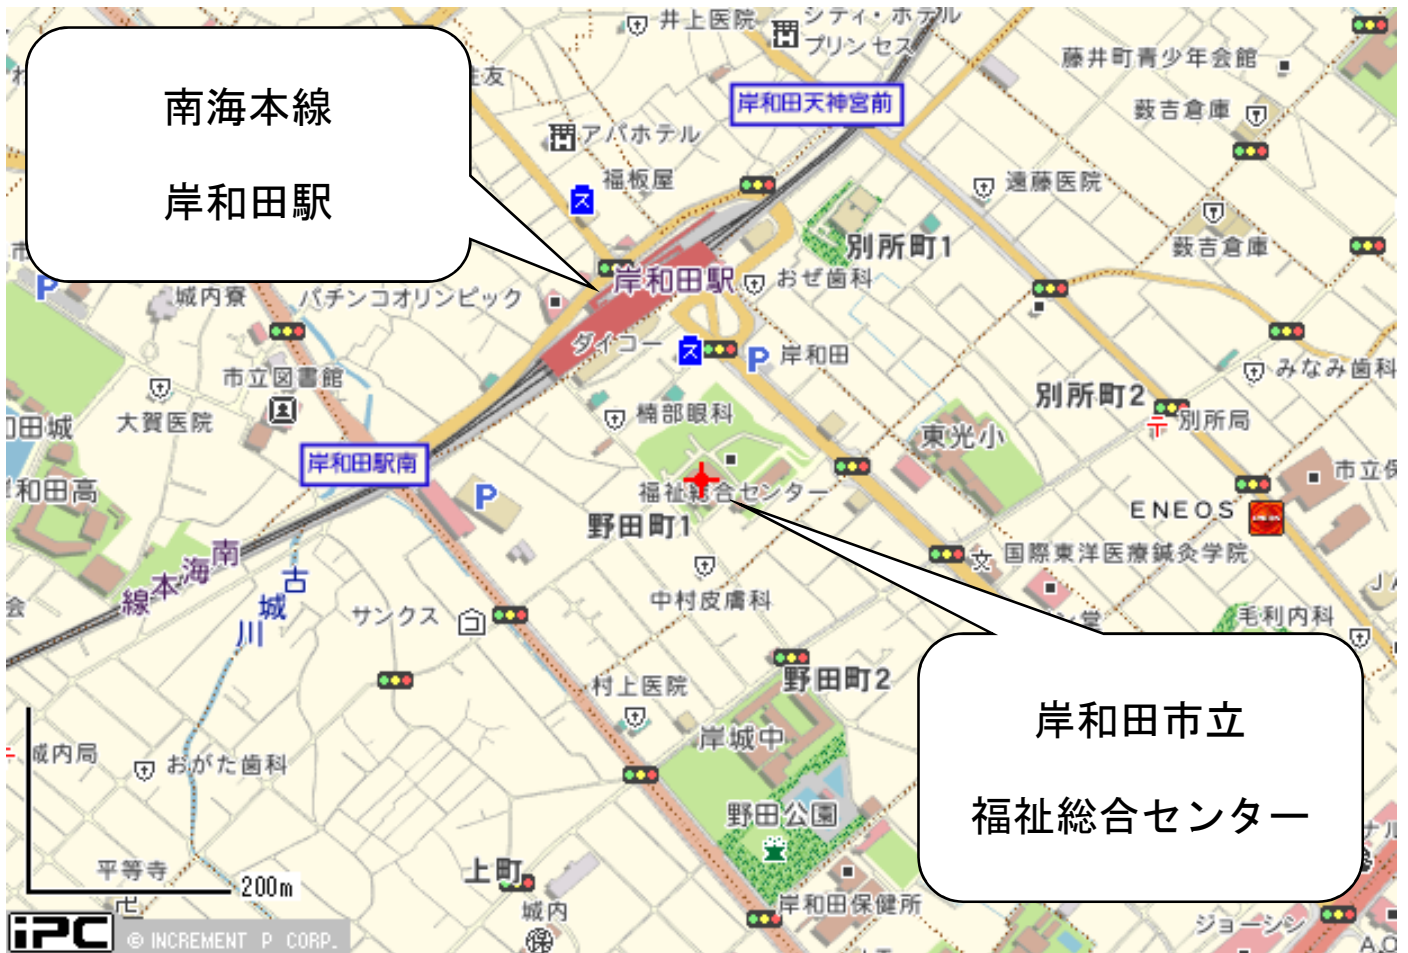 井上医院
シティ・ホテル
プリンセス
藤井町青少年会館
南海本線
岸和田駅
住友
岸和田天神宮前
薮吉倉庫
アパホテル
福板屋
遠藤医院
薮吉倉庫
別所町1
岸和田駅
おぜ歯科
P
城内寮
パチンコオリンピック
ダイコー
P
岸和田
市立図書館
みなみ歯科
別所町2
別所局
大賀医院
楠部眼科
東光小
岸和田駅南
P
福祉総合センター
ENEOS
野田町1
国際東洋医療鍼灸学院
南海本線
古城川
サンクス
中村皮膚科
毛利内科
村上医院
野田町2
岸和田市立
福祉総合センター
岸城中
城内局
おがた歯科
野田公園
平等寺
200m
上町
城内
岸和田保健所
ジョーシン
iPC
© INCREMENT P CORP.